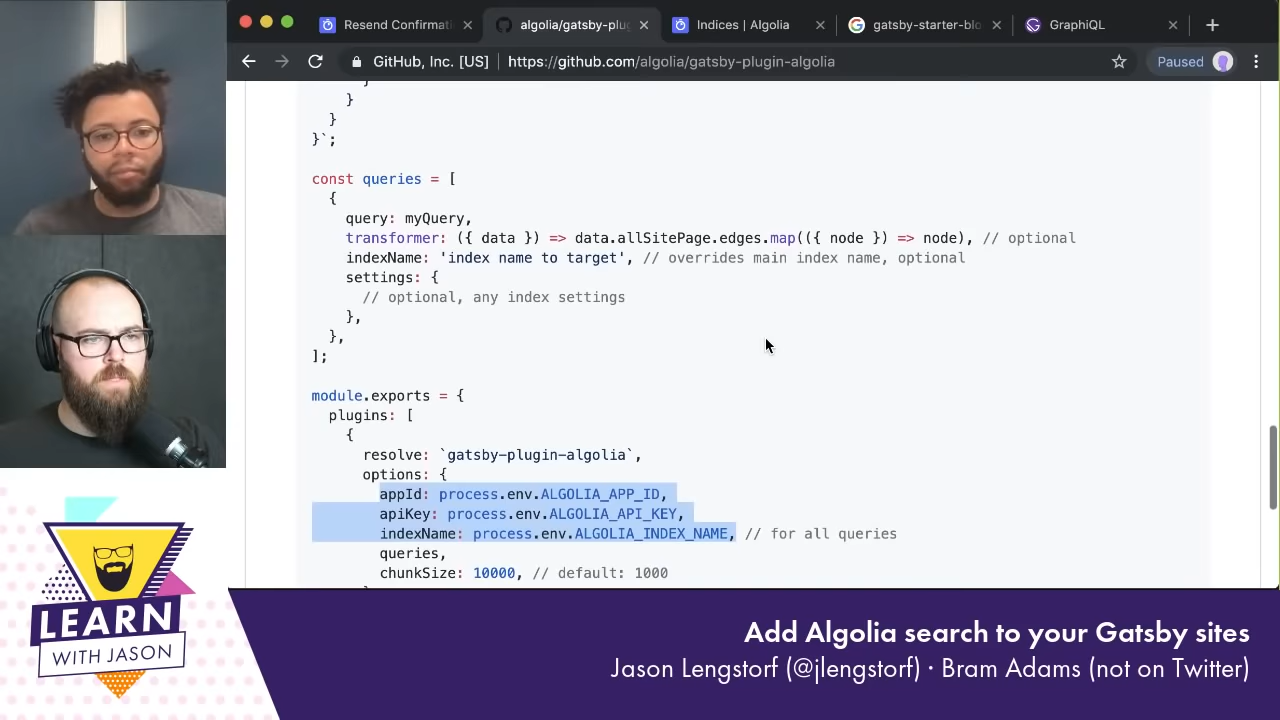 Resend Confirmati
algolia/gatsby-plug
Indices | Algolia
gatsby-starter-blo
GraphiQL
GitHub, Inc. [US]
https://github.com/algolia/gatsby-plugin-algolia
Paused
}
}
}
}`;
const queries = [
{
query: myQuery,
transformer: ({ data }) => data.allSitePage.edges.map(({ node }) => node), // optional
indexName: 'index name to target', // overrides main index name, optional
settings: {
// optional, any index settings
},
},
];
module.exports = {
plugins: [
{
resolve: `gatsby-plugin-algolia`,
options: {
appId: process.env.ALGOLIA_APP_ID,
apiKey: process.env.ALGOLIA_API_KEY,
indexName: process.env.ALGOLIA_INDEX_NAME, // for all queries
queries,
chunkSize: 10000, // default: 1000
LEARN
WITH JASON
Add Algolia search to your Gatsby sites
Jason Lengstorf (@jlengstorf) · Bram Adams (not on Twitter)